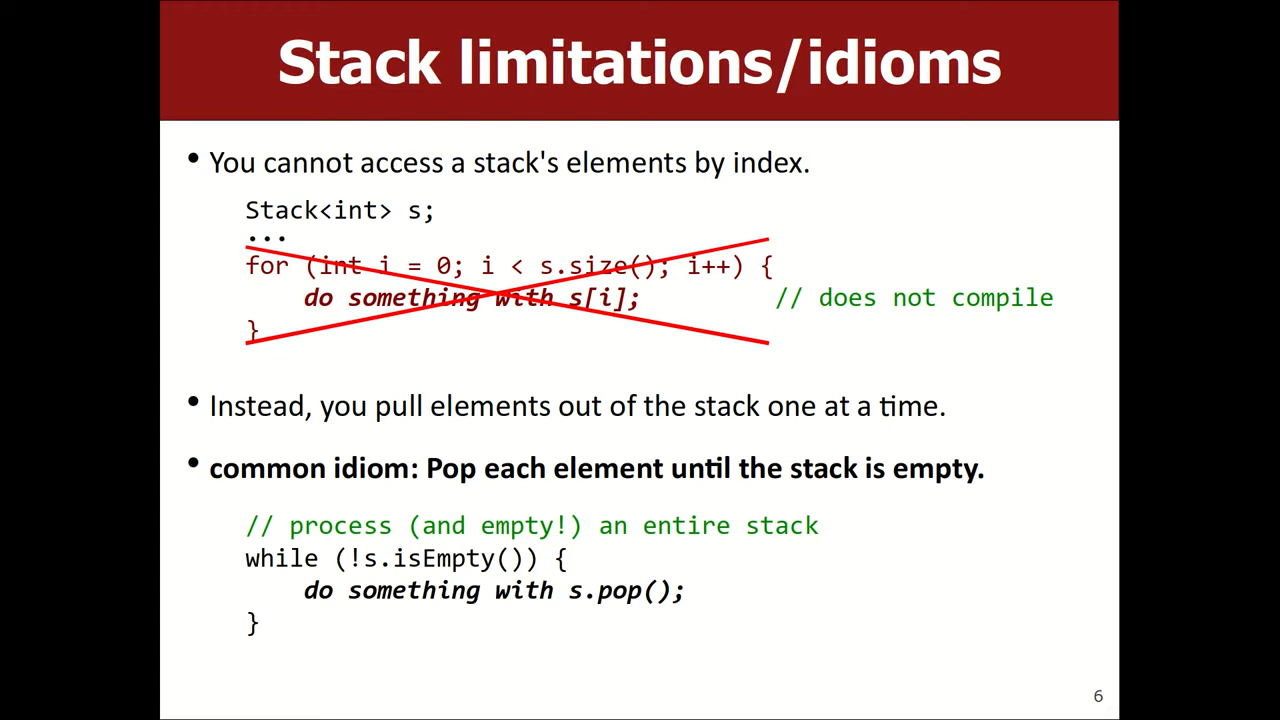 Stack limitations/idioms
• You cannot access a stack's elements by index.
Stack<int> s;
...
for (int i = 0; i < s.size(); i++) {
do something with s[i]; // does not compile
}
• Instead, you pull elements out of the stack one at a time.
• common idiom: Pop each element until the stack is empty.
// process (and empty!) an entire stack
while (!s.isEmpty()) {
do something with s.pop();
}
6